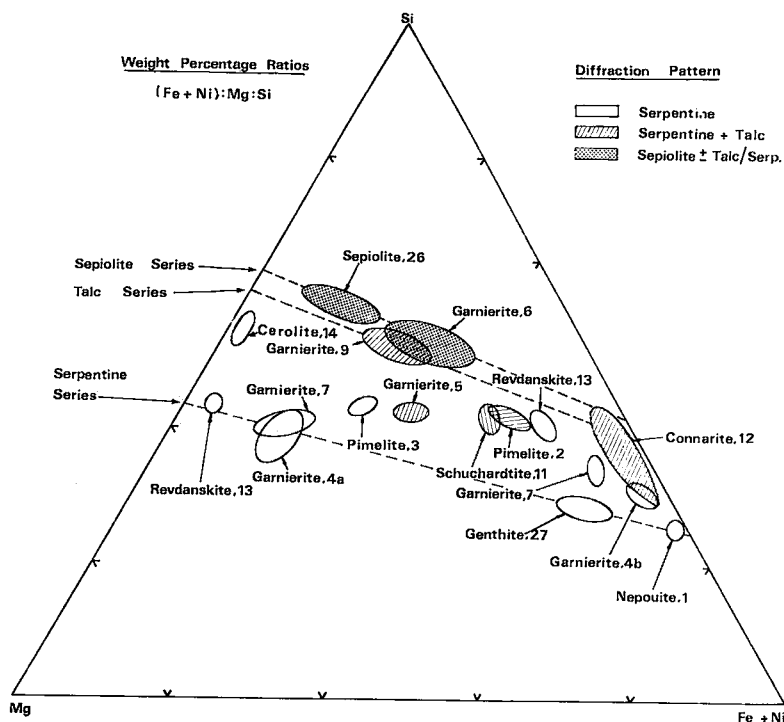 Si
Weight Percentage Ratios
(Fe + Ni):Mg:Si
Diffraction Pattern
Serpentine
Serpentine + Talc
Sepiolite ± Talc/Serp.
Sepiolite Series
Talc Series
Serpentine
Series
Sepiolite,26
Garnierite,6
Cerolite,14
Garnierite,9
Garnierite,7
Garnierite,5
Revdanskite,13
Pimelite,3
Connarite,12
Pimelite,2
Schuchardtite,11
Garnierite,7
Garnierite,4a
Revdanskite,13
Genthite,27
Garnierite,4b
Nepouite,1
Mg
Fe + Ni